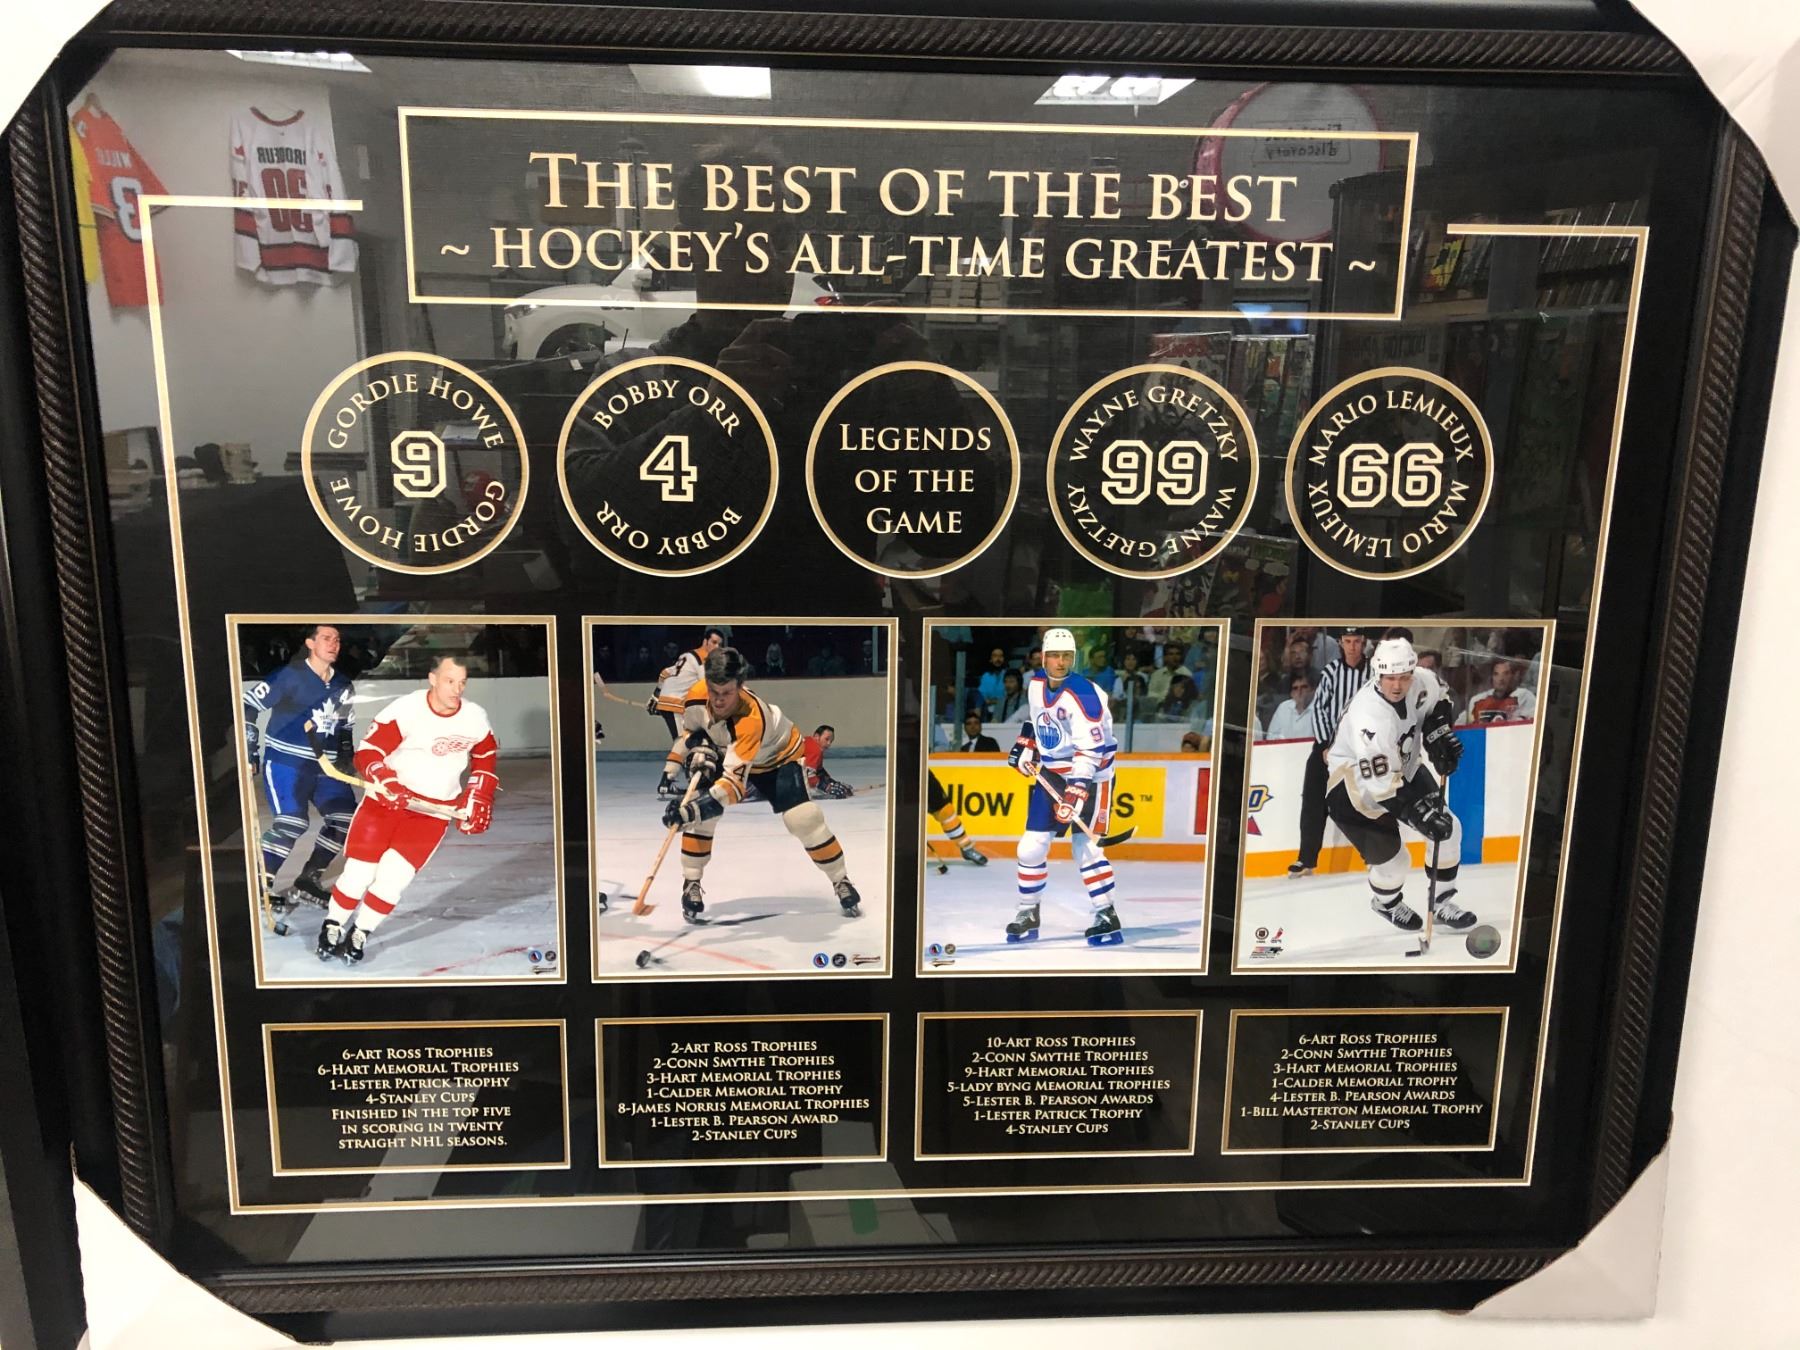 THE BEST OF THE BEST
~ HOCKEY'S ALL-TIME GREATEST ~
GORDIE HOWE
9
GORDIE HOWE
BOBBY ORR
4
BOBBY ORR
LEGENDS
OF THE
GAME
WAYNE GRETZKY
99
WAYNE GRETZKY
MARIO LEMIEUX
66
MARIO LEMIEUX
66
6-ART ROSS TROPHIES
6-HART MEMORIAL TROPHIES
1-LESTER PATRICK TROPHY
4-STANLEY CUPS
FINISHED IN THE TOP FIVE
IN SCORING IN TWENTY
STRAIGHT NHL SEASONS.
2-ART ROSS TROPHIES
2-CONN SMYTHE TROPHIES
3-HART MEMORIAL TROPHIES
1-CALDER MEMORIAL TROPHY
8-JAMES NORRIS MEMORIAL TROPHIES
1-LESTER B. PEARSON AWARD
2-STANLEY CUPS
10-ART ROSS TROPHIES
2-CONN SMYTHE TROPHIES
9-HART MEMORIAL TROPHIES
5-LADY BYNG MEMORIAL TROPHIES
5-LESTER B. PEARSON AWARDS
1-LESTER PATRICK TROPHY
4-STANLEY CUPS
6-ART ROSS TROPHIES
2-CONN SMYTHE TROPHIES
3-HART MEMORIAL TROPHIES
1-CALDER MEMORIAL TROPHY
4-LESTER B. PEARSON AWARDS
1-BILL MASTERTON MEMORIAL TROPHY
2-STANLEY CUPS